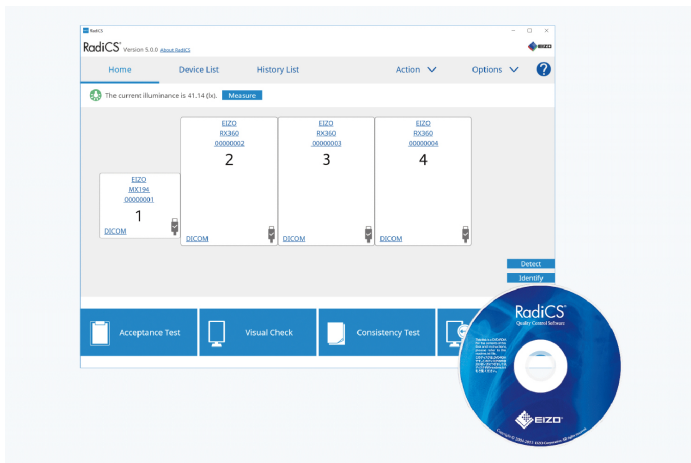 RadiCS
RadiCS Version 5.0.0 About RadiCS
EIZO
Home Device List History List Action Options ?
The current illuminance is 41.14 (lx). Measure
EIZO
RX360
00000002
2
DICOM
EIZO
RX360
00000003
3
DICOM
EIZO
RX360
00000004
4
DICOM
EIZO
MX194
00000001
1
DICOM
Detect
Identify
Acceptance Test Visual Check Consistency Test
RadiCS
Quality Control Software
EIZO